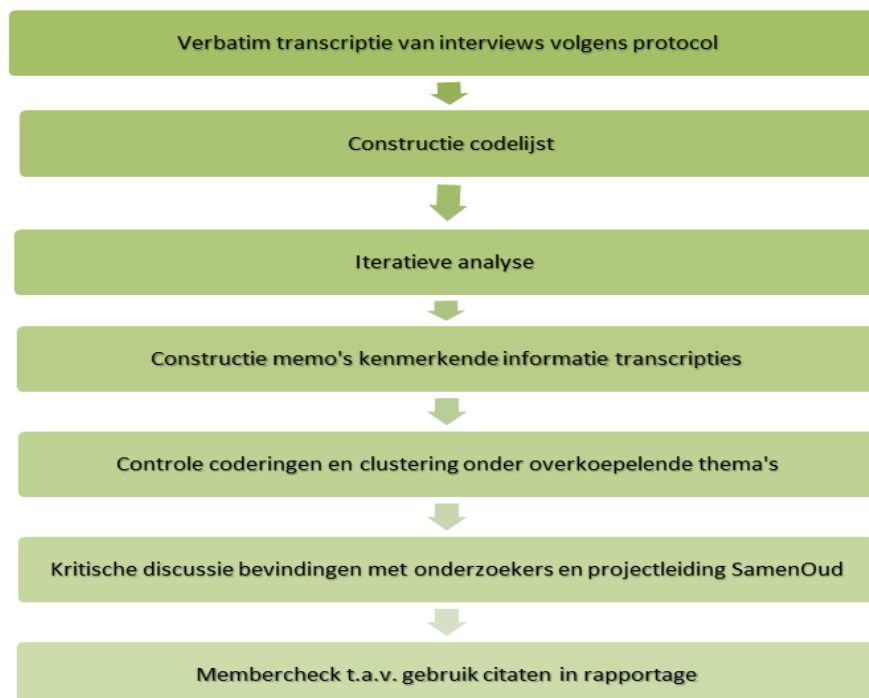 Verbatim transcriptie van interviews volgens protocol
Constructie codelijst
Iteratieve analyse
Constructie memo's kenmerkende informatie transcripties
Controle coderingen en clustering onder overkoepelende thema's
Kritische discussie bevindingen met onderzoekers en projectleiding SamenOud
Membercheck t.a.v. gebruik citaten in rapportage